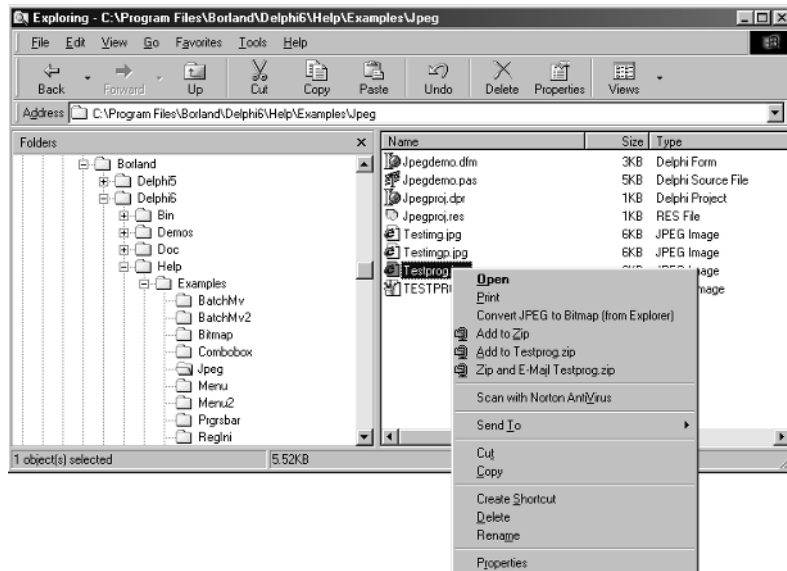 Exploring - C:\Program Files\Borland\Delphi6\Help\Examples\Jpeg
File Edit View Go Favorites Tools Help
Back Forward Up Cut Copy Paste Undo Delete Properties Views
Address C:\Program Files\Borland\Delphi6\Help\Examples\Jpeg
Folders
Borland
Delphi5
Delphi6
Bin
Demos
Doc
Help
Examples
BatchMv
BatchMv2
Bitmap
Combobox
Jpeg
Menu
Menu2
Prgrsbar
RegIni
Name Size Type
Jpegdemo.dfm 3KB Delphi Form
Jpegdemo.pas 5KB Delphi Source File
Jpegproj.dpr 1KB Delphi Project
Jpegproj.res 1KB RES File
Testimg.jpg 6KB JPEG Image
Testimgp.jpg 6KB JPEG Image
Open
Print
Convert JPEG to Bitmap (from Explorer)
Add to Zip
Add to Testprog.zip
Zip and E-Mail Testprog.zip
Scan with Norton AntiVirus
Send To
Cut
Copy
Create Shortcut
Delete
Rename
Properties
1 object(s) selected 5.52KB